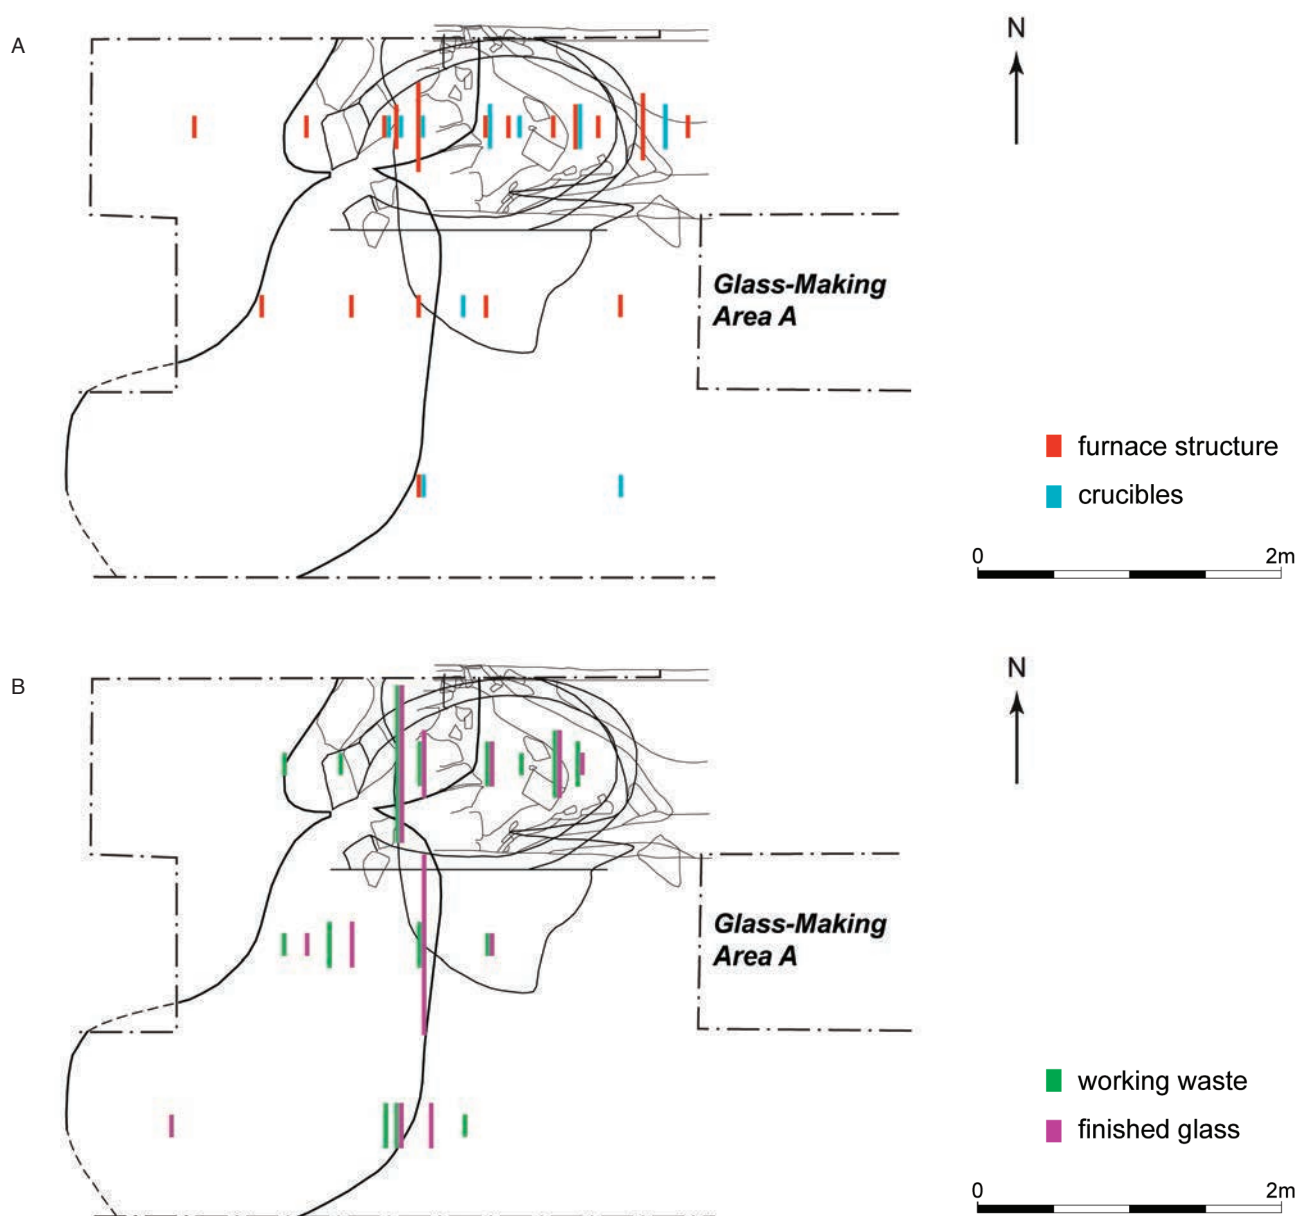 A
N
Glass-Making
Area A
furnace structure
crucibles
0 2m
B
N
Glass-Making
Area A
working waste
finished glass
0 2m